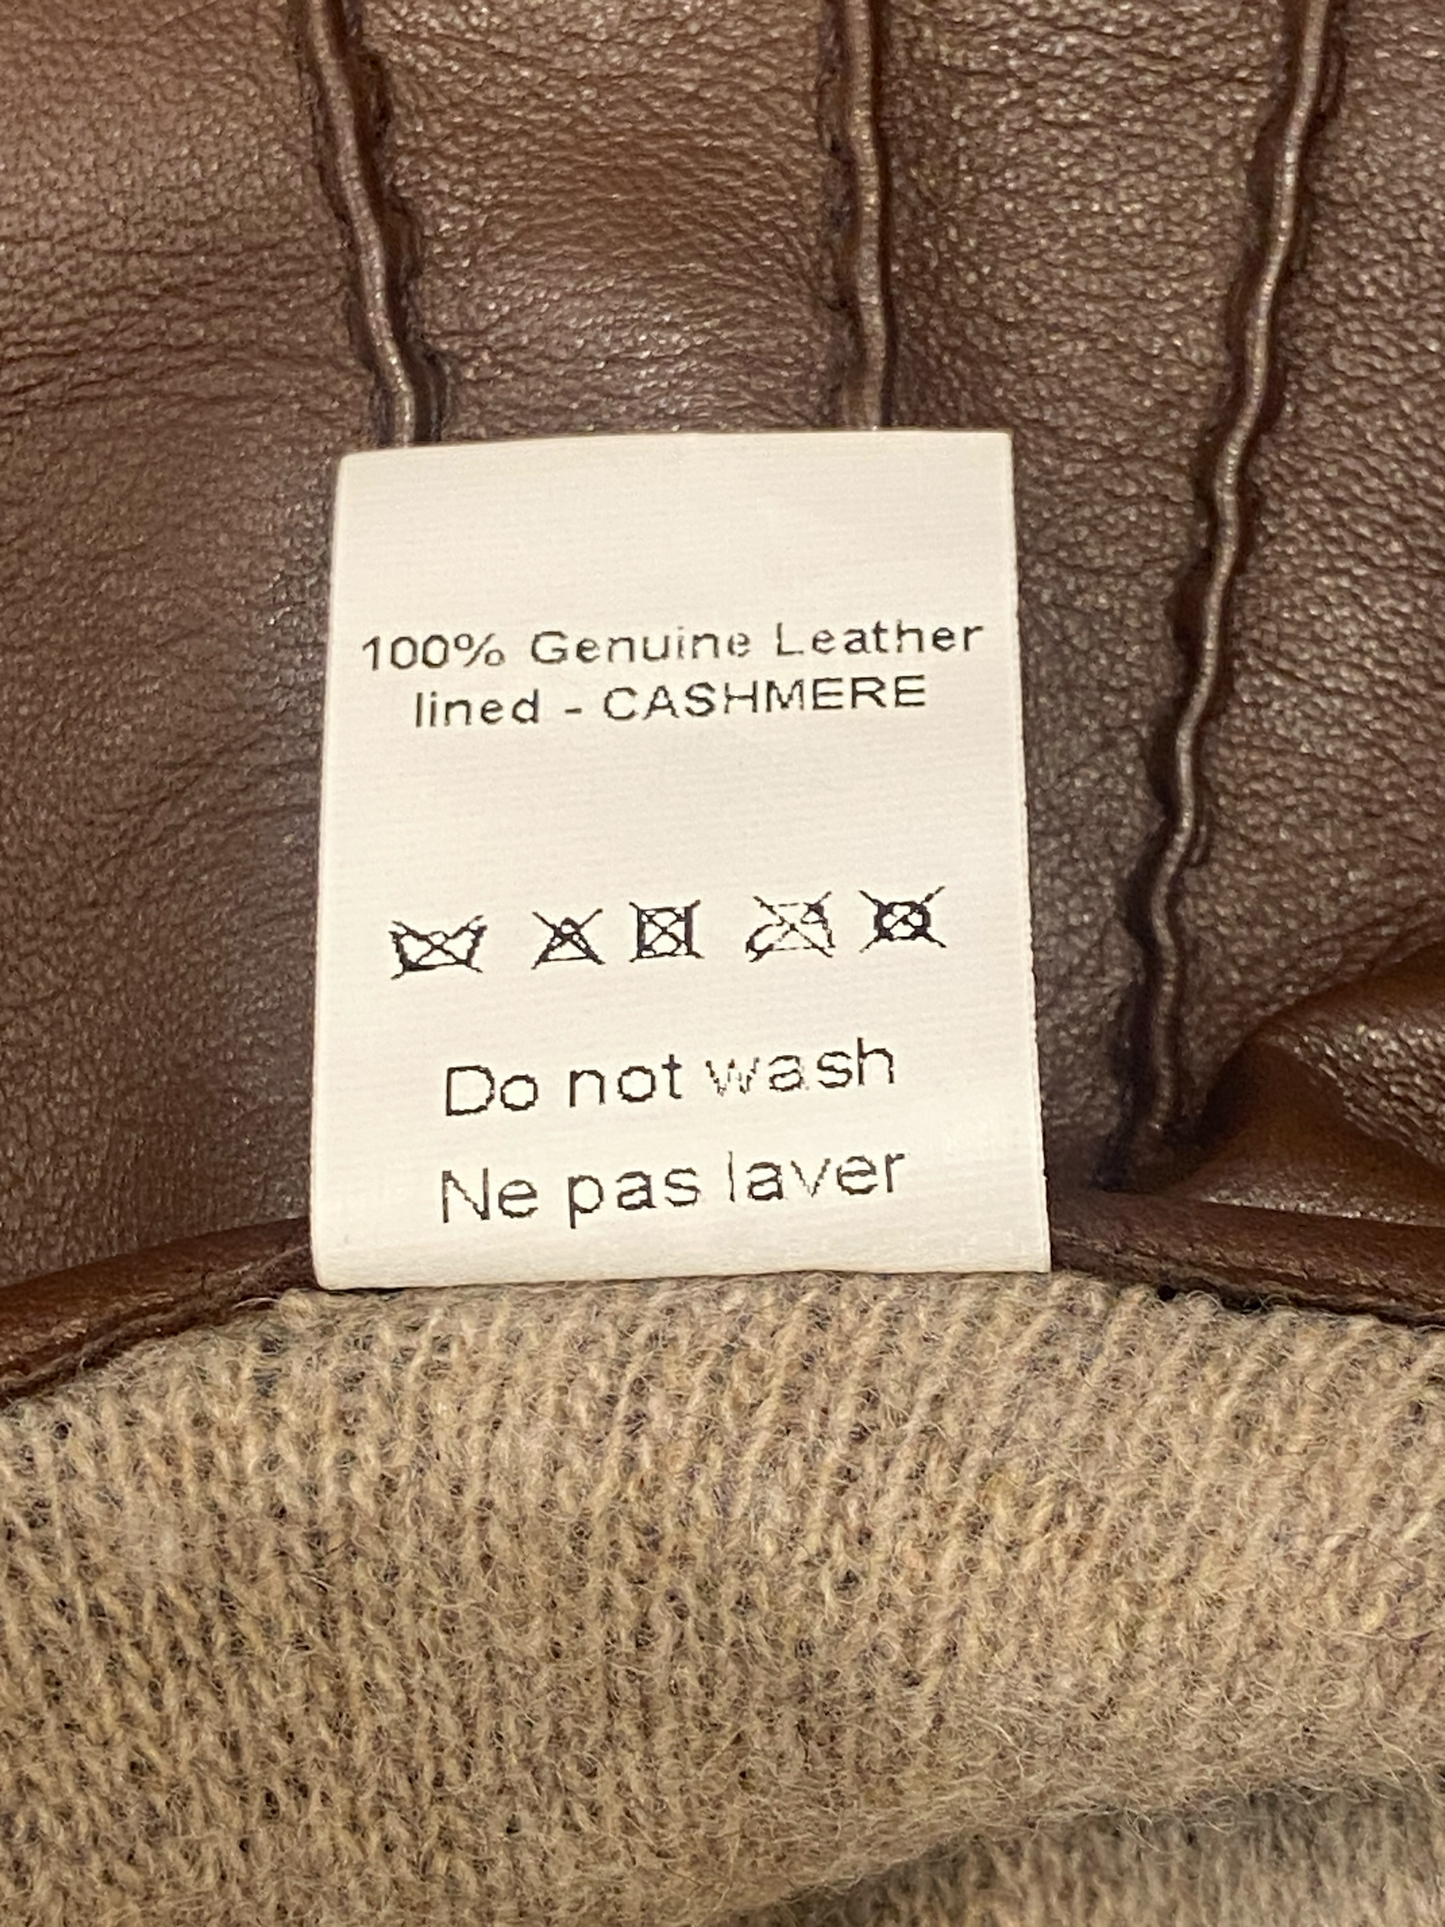 100% Genuine Leather
lined - CASHMERE
Do not wash
Ne pas laver